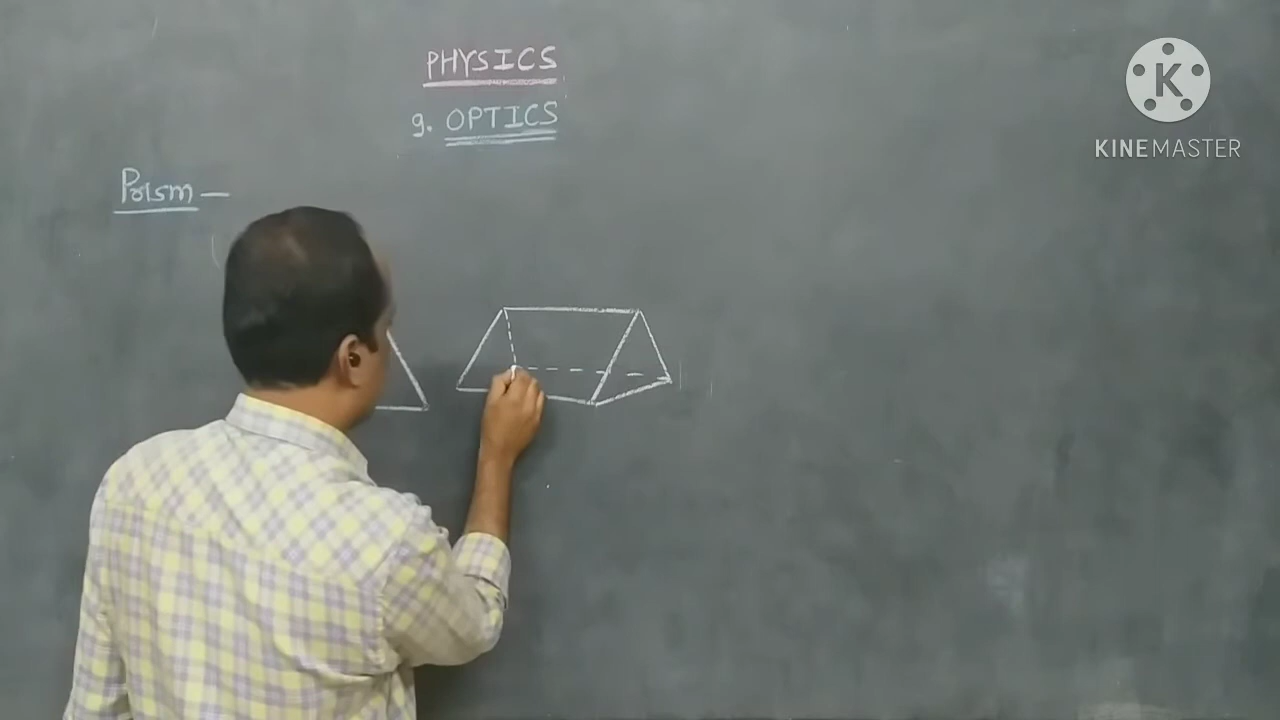 PHYSICS
9. OPTICS
Prism —
K
KINEMASTER